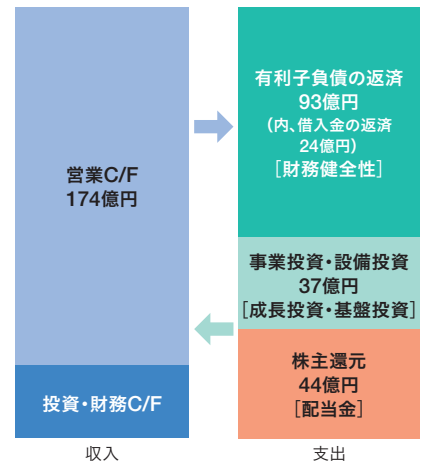 営業C/F
174億円
投資・財務C/F
収入
有利子負債の返済
93億円
(内、借入金の返済
24億円)
[財務健全性]
事業投資・設備投資
37億円
[成長投資・基盤投資]
株主還元
44億円
[配当金]
支出